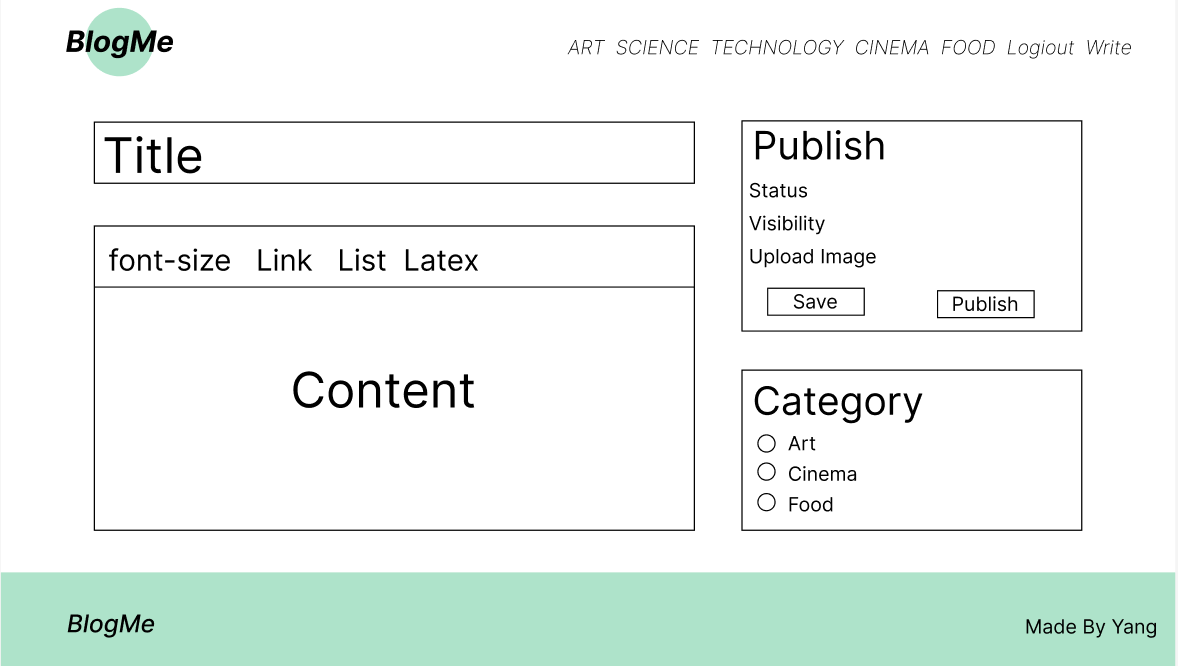 BlogMe
ART SCIENCE TECHNOLOGY CINEMA FOOD Logiout Write
Title
font-size Link List Latex
Content
Publish
Status
Visibility
Upload Image
Save Publish
Category
Art
Cinema
Food
BlogMe
Made By Yang